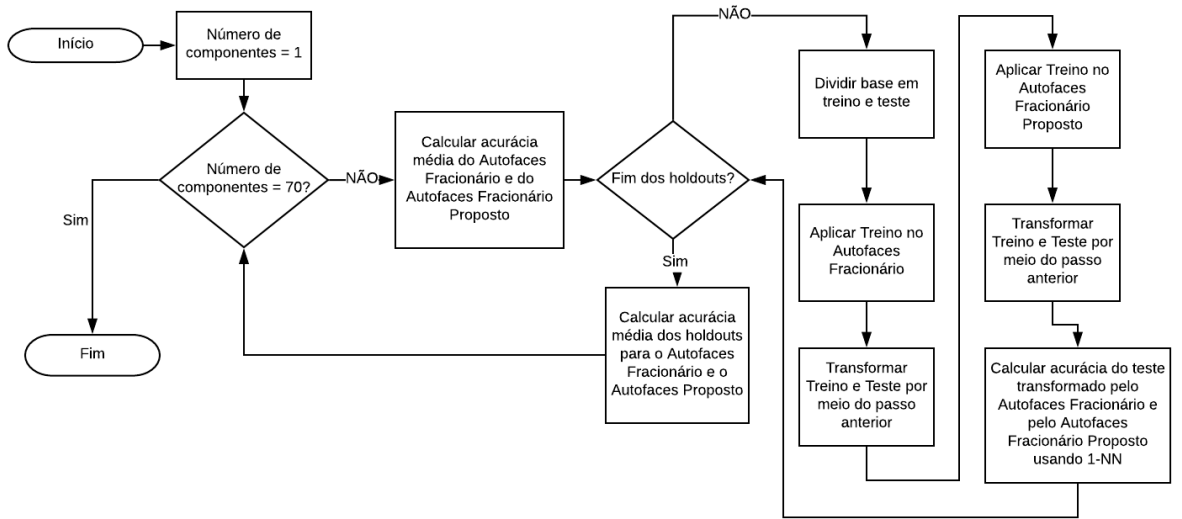 Início
Número de
componentes = 1
Número de
componentes = 70?
Sim
Fim
NÃO
Calcular acurácia
média do Autofaces
Fracionário e do
Autofaces Fracionário
Proposto
Fim dos holdouts?
Sim
Calcular acurácia
média dos holdouts
para o Autofaces
Fracionário e o
Autofaces Proposto
NÃO
Dividir base em
treino e teste
Aplicar Treino no
Autofaces
Fracionário
Transformar
Treino e Teste por
meio do passo
anterior
Aplicar Treino no
Autofaces
Fracionário
Proposto
Transformar
Treino e Teste por
meio do passo
anterior
Calcular acurácia do teste
transformado pelo
Autofaces Fracionário e
pelo Autofaces
Fracionário Proposto
usando 1-NN